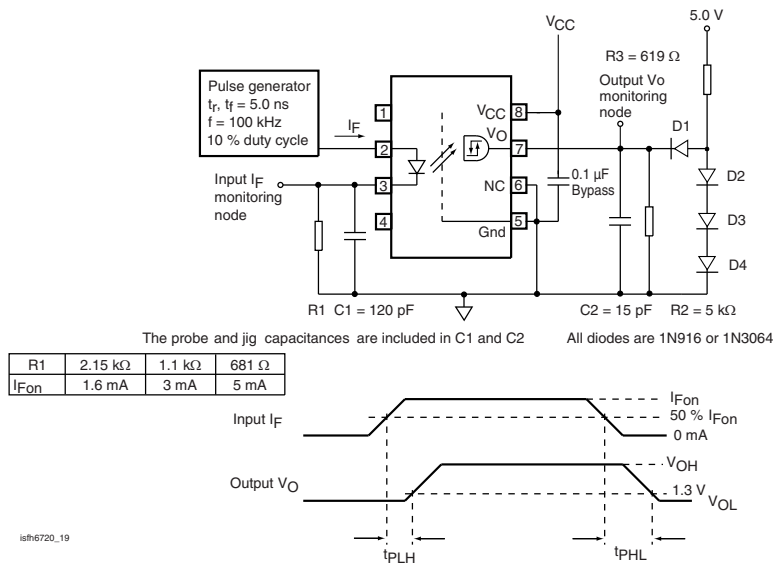 VCC
5.0 V
R3 = 619 Ω
Output Vo
monitoring
node
Pulse generator
tr, tf = 5.0 ns
f = 100 kHz
10 % duty cycle
IF
1
2
3
4
VCC
8
VO
7
NC
6
Gnd
5
D1
D2
D3
D4
0.1 µF
Bypass
Input IF
monitoring
node
R1
C1 = 120 pF
C2 = 15 pF
R2 = 5 kΩ
The probe and jig capacitances are included in C1 and C2
All diodes are 1N916 or 1N3064
R1 2.15 kΩ 1.1 kΩ 681 Ω
IFon 1.6 mA 3 mA 5 mA
Input IF
IFon
50 % IFon
0 mA
Output VO
VOH
1.3 V
VOL
tPLH
tPHL
isfh6720_19